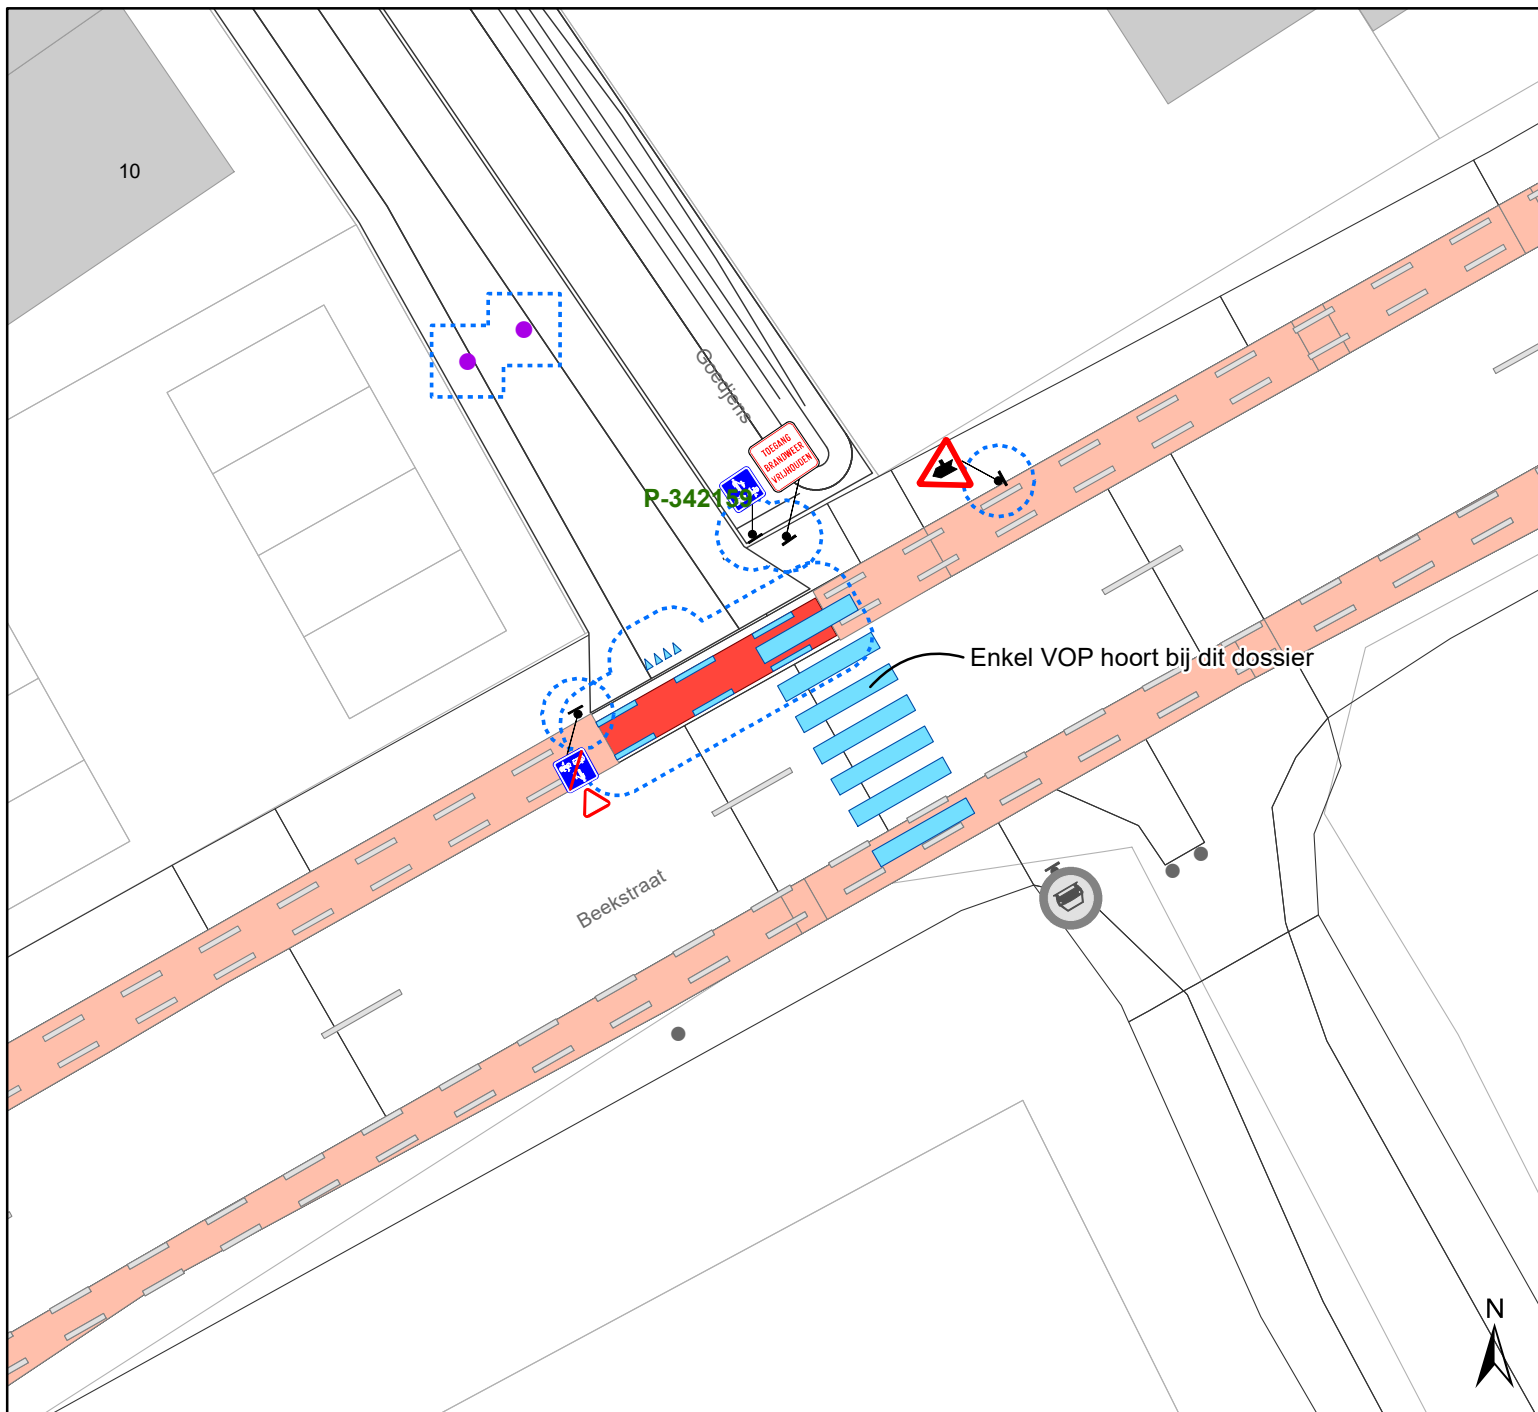 10
Goedjens
TOEGANG
BRANDWEER
VRIJHOUDEN
P-342159
Enkel VOP hoort bij dit dossier
Beekstraat
N